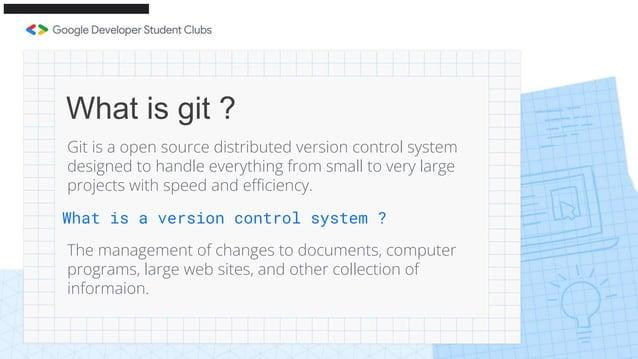 Google Developer Student Clubs
What is git ?
Git is a open source distributed version control system
designed to handle everything from small to very large
projects with speed and efficiency.
What is a version control system ?
The management of changes to documents, computer
programs, large web sites, and other collection of
informaion.